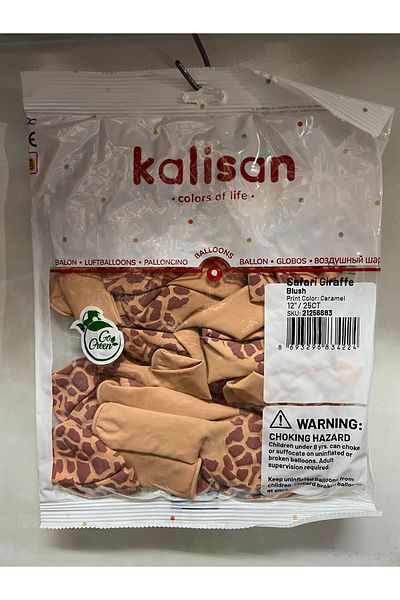 kalisan
• colors of life •
BALLOONS
BALON • LUFTBALLOONS • PALLONCINO
BALLON • GLOBOS • ВОЗДУШНЫЙ ШАР
Safari Giraffe
Blush
Print Color: Caramel
12" / 25CT
SKU: 21256683
8 693296 834224
Go
Green
WARNING:
CHOKING HAZARD
Children under 8 yrs. can choke
or suffocate on uninflated or
broken balloons. Adult
supervision required.
Keep uninflated balloons from
children. broken
at